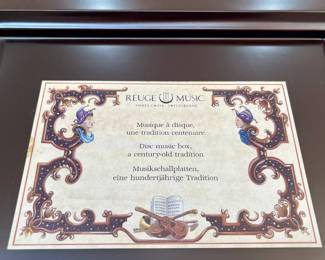 REUGE MUSIC
SAINTE-CROIX - SWITZERLAND
Musique à disque,
une tradition centenaire
Disc music box,
a century-old tradition
Musikschallplatten,
eine hundertjährige Tradition